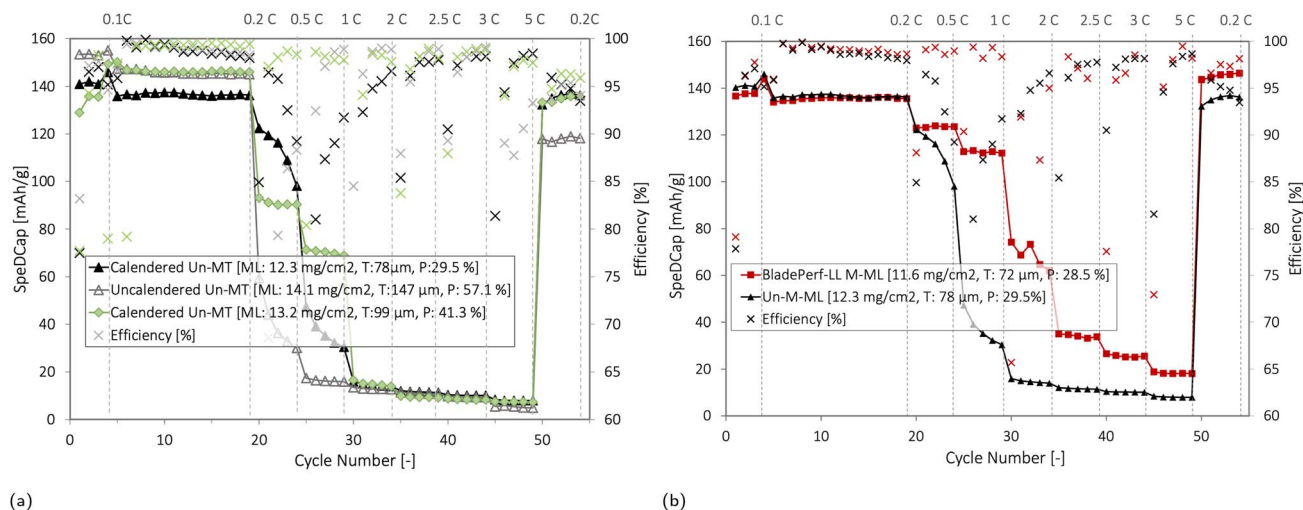 0.1 C 0.2 C 0.5 C 1 C 2 C 2.5 C 3 C 5 C 0.2C
160 100
140 95
120 90
100 85
80 80
60 75
40 70
20 65
0 60
0 10 20 30 40 50
SpeDCap [mAh/g]
Efficiency [%]
Cycle Number [-]
Calendered Un-MT [ML: 12.3 mg/cm2, T:78µm, P:29.5 %]
Uncalendered Un-MT [ML: 14.1 mg/cm2, T:147 µm, P: 57.1 %]
Calendered Un-MT [ML: 13.2 mg/cm2, T:99 µm, P: 41.3 %]
Efficiency [%]
(a)
0.1 C 0.2 C 0.5 C 1 C 2 C 2.5 C 3 C 5 C 0.2 C
160 100
140 95
120 90
100 85
80 80
60 75
40 70
20 65
0 60
0 10 20 30 40 50
SpeDCap [mAh/g]
Efficiency [%]
Cycle Number [-]
BladePerf-LL M-ML [11.6 mg/cm2, T: 72 µm, P: 28.5 %]
Un-M-ML [12.3 mg/cm2, T: 78 µm, P: 29.5%]
Efficiency [%]
(b)